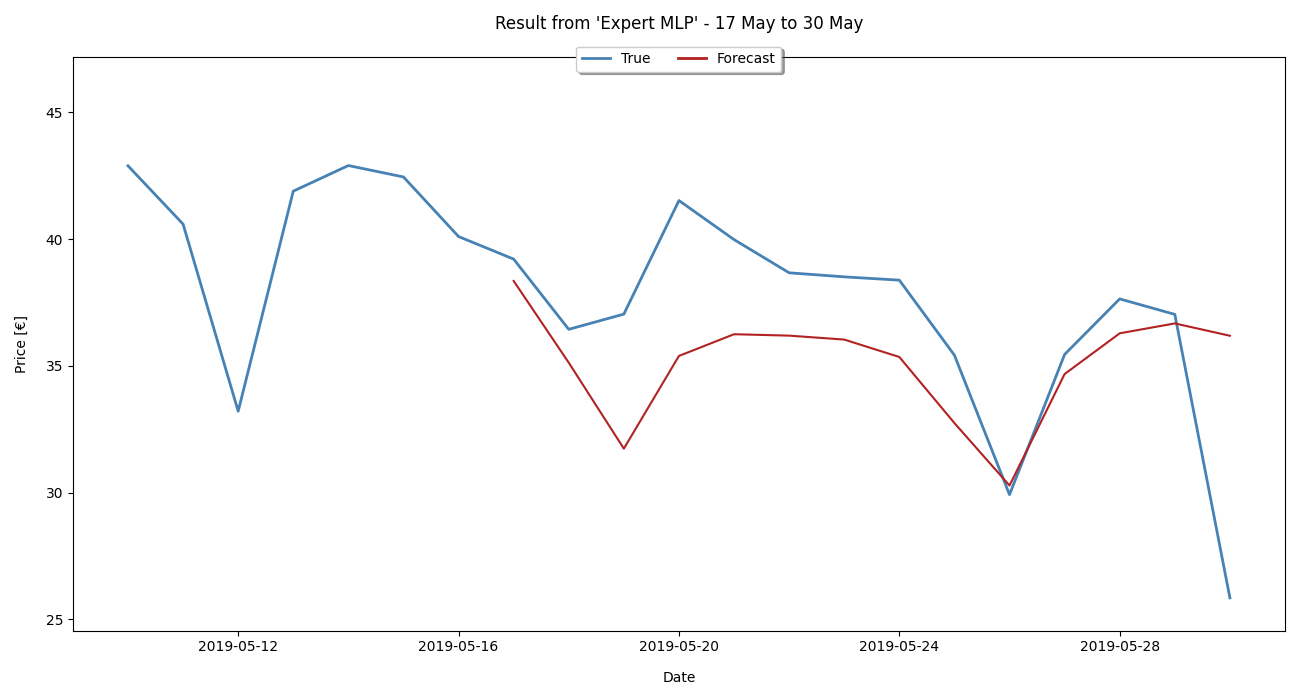 Result from 'Expert MLP' - 17 May to 30 May
True
Forecast
Price [€]
45
40
35
30
25
2019-05-12
2019-05-16
2019-05-20
2019-05-24
2019-05-28
Date